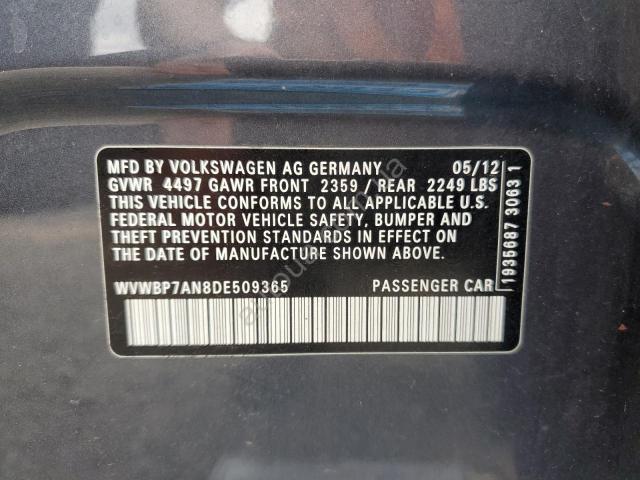 MFD BY VOLKSWAGEN AG GERMANY 05/12
GVWR 4497 GAWR FRONT 2359 / REAR 2249 LBS
THIS VEHICLE CONFORMS TO ALL APPLICABLE U.S.
FEDERAL MOTOR VEHICLE SAFETY, BUMPER AND
THEFT PREVENTION STANDARDS IN EFFECT ON
DATE OF MANUFACTURE SHOWN ABOVE.
WVWBP7AN8DE509365 PASSENGER CAR
1935687 3063 1